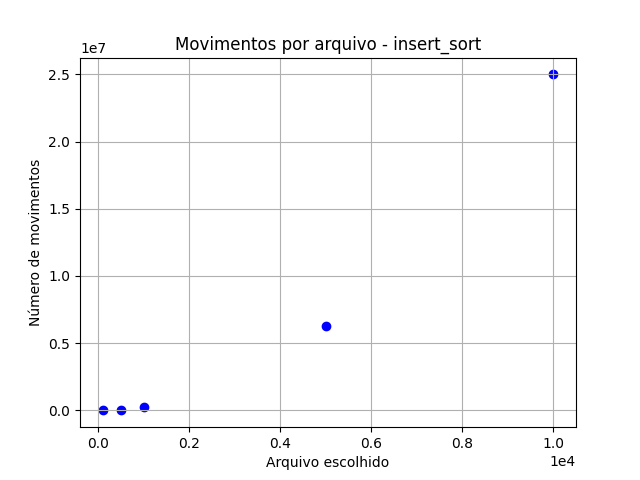 Movimentos por arquivo - insert_sort
1e7
2.5
2.0
1.5
1.0
0.5
0.0
Número de movimentos
0.0 0.2 0.4 0.6 0.8 1.0
1e4
Arquivo escolhido